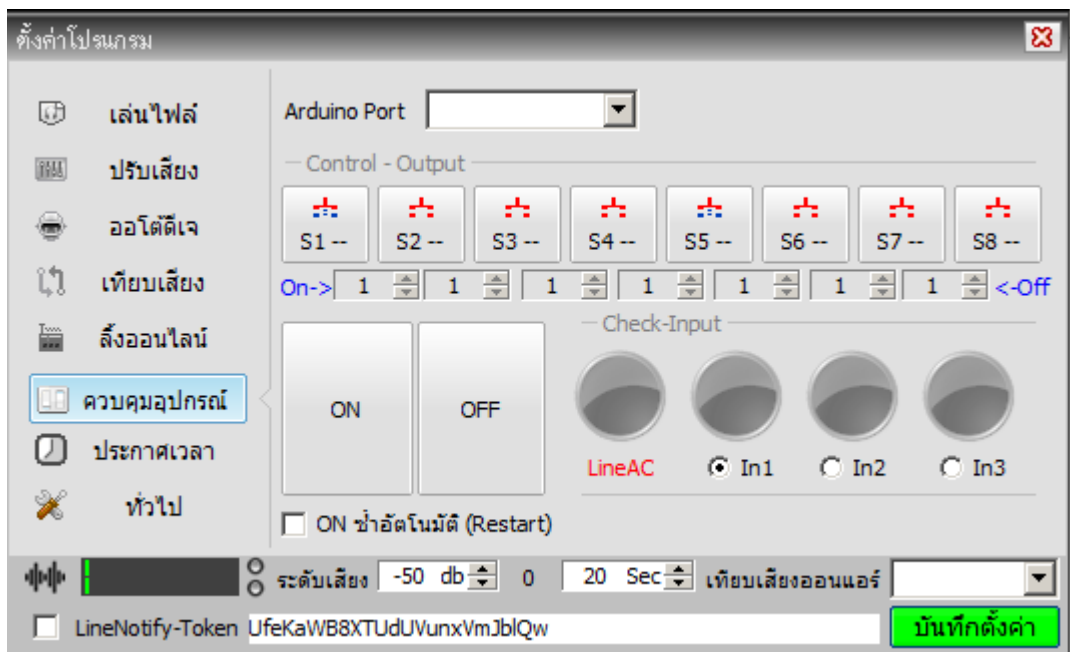 ตั้งค่าโปรแกรม
เล่นไฟล์
ปรับเสียง
ออโต้ดีเจ
เทียบเสียง
ลิ้งออนไลน์
ควบคุมอุปกรณ์
ประกาศเวลา
ทั่วไป
Arduino Port
Control - Output
S1 -- S2 -- S3 -- S4 -- S5 -- S6 -- S7 -- S8 --
On-> 1 1 1 1 1 1 1 <-Off
ON OFF
Check-Input
LineAC In1 In2 In3
ON ซ้ำอัตโนมัติ (Restart)
ระดับเสียง -50 db 0 20 Sec เทียบเสียงออนแอร์
LineNotify-Token UfeKaWB8XTUdUVunxVmJblQw บันทึกตั้งค่า